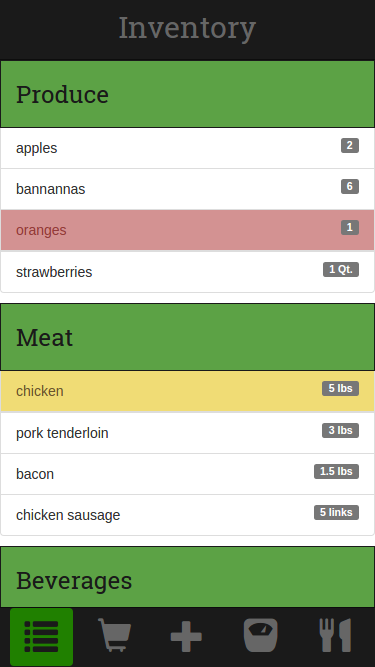 Inventory
Produce
apples 2
bannannas 6
oranges 1
strawberries 1 Qt.
Meat
chicken 5 lbs
pork tenderloin 3 lbs
bacon 1.5 lbs
chicken sausage 5 links
Beverages